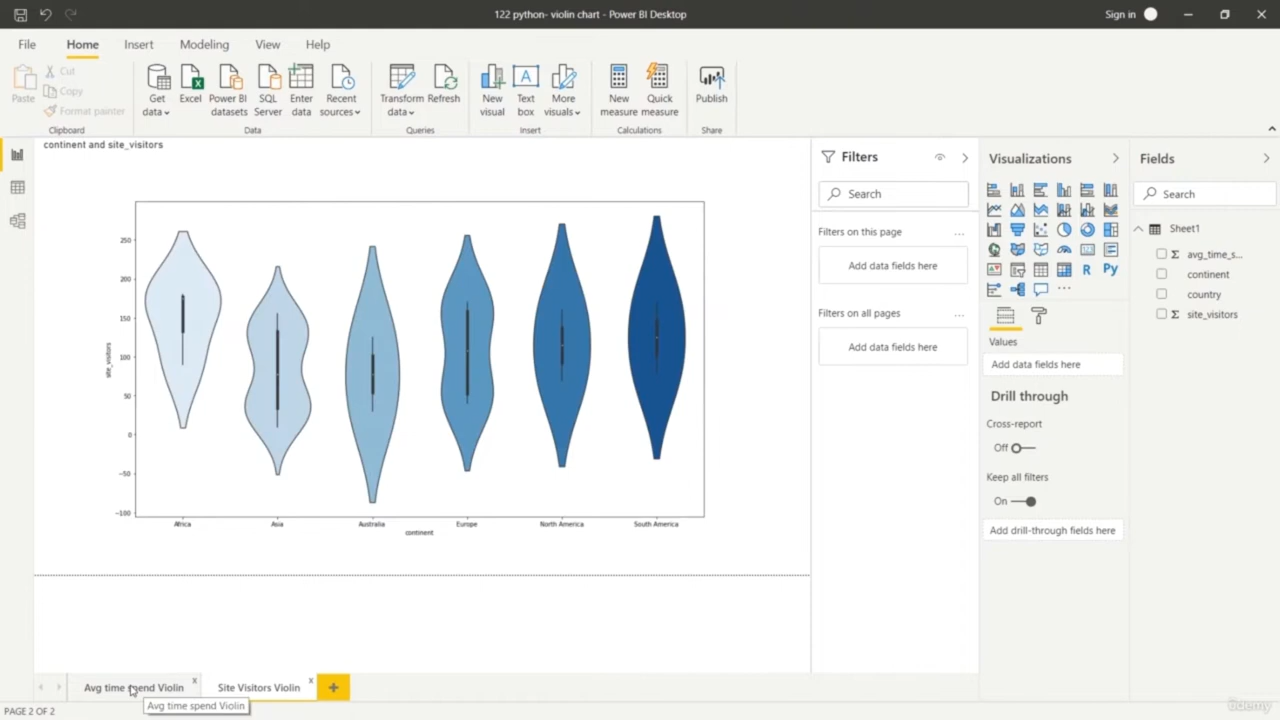 122 python- violin chart - Power BI Desktop
Sign in
File Home Insert Modeling View Help
Paste
Cut
Copy
Format painter
Clipboard
Get data
Excel
Power BI datasets
SQL Server
Enter data
Recent sources
Data
Transform data
Refresh
Queries
New visual
Text box
More visuals
Insert
New measure
Quick measure
Calculations
Publish
Share
continent and site_visitors
250
200
150
100
50
0
−50
−100
site_visitors
Africa Asia Australia Europe North America South America
continent
Filters
Search
Filters on this page
...
Add data fields here
Filters on all pages
...
Add data fields here
Visualizations
R Py
...
Values
Add data fields here
Drill through
Cross-report
Off
Keep all filters
On
Add drill-through fields here
Fields
Search
Sheet1
Σ avg_time_s...
continent
country
Σ site_visitors
Avg time spend Violin x
Site Visitors Violin x
+
Avg time spend Violin
PAGE 2 OF 2
ûdemy